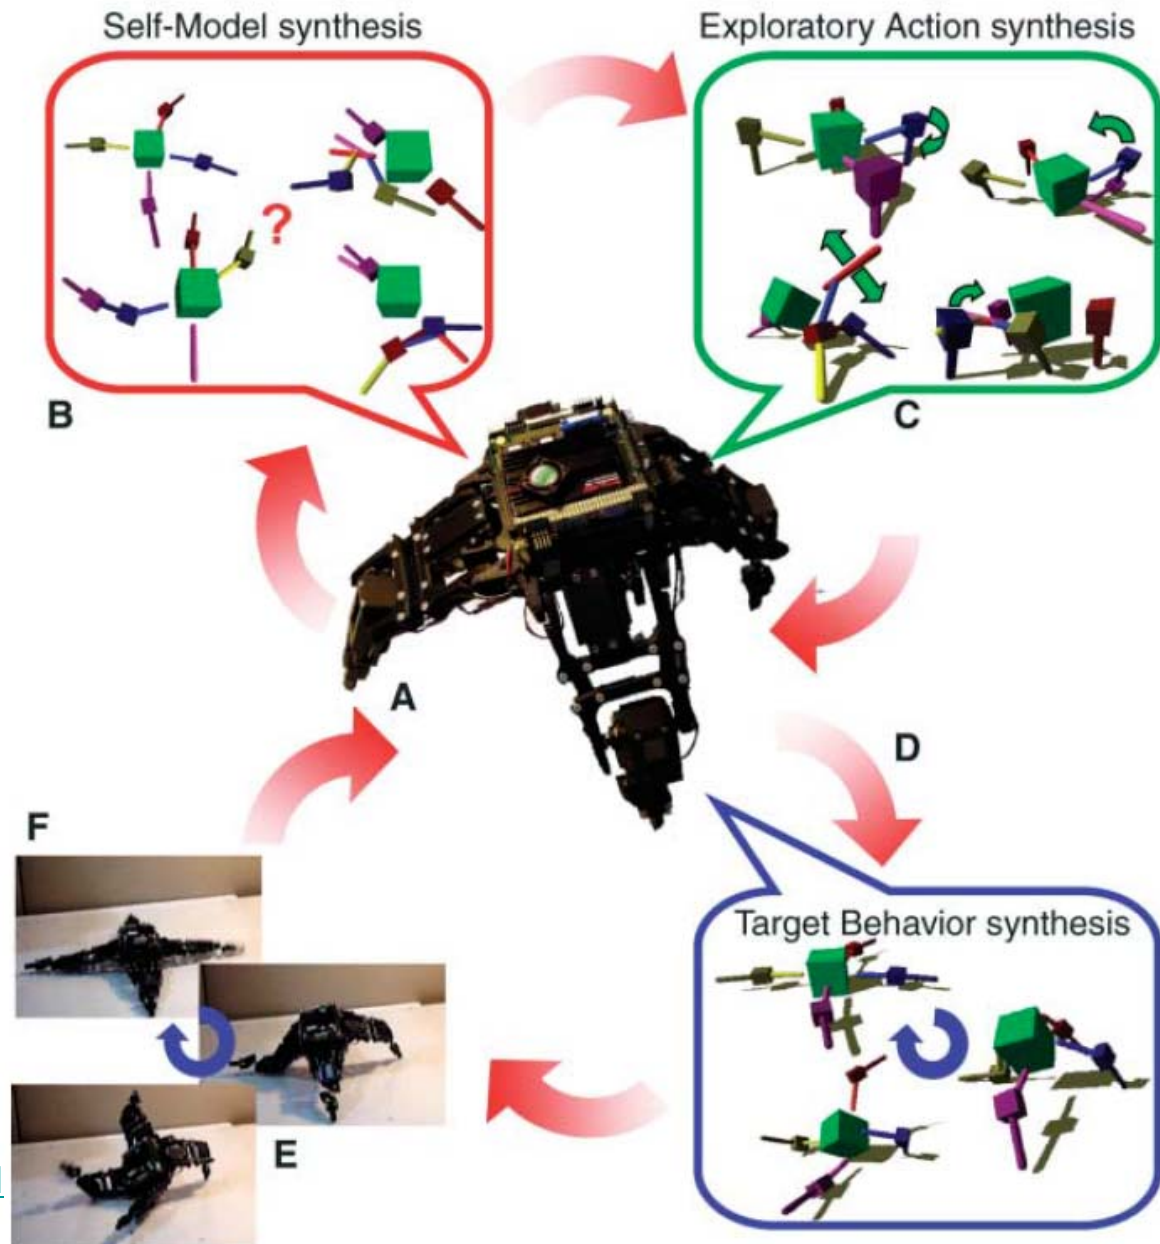 Self-Model synthesis
Exploratory Action synthesis
?
B
C
A
D
F
Target Behavior synthesis
E